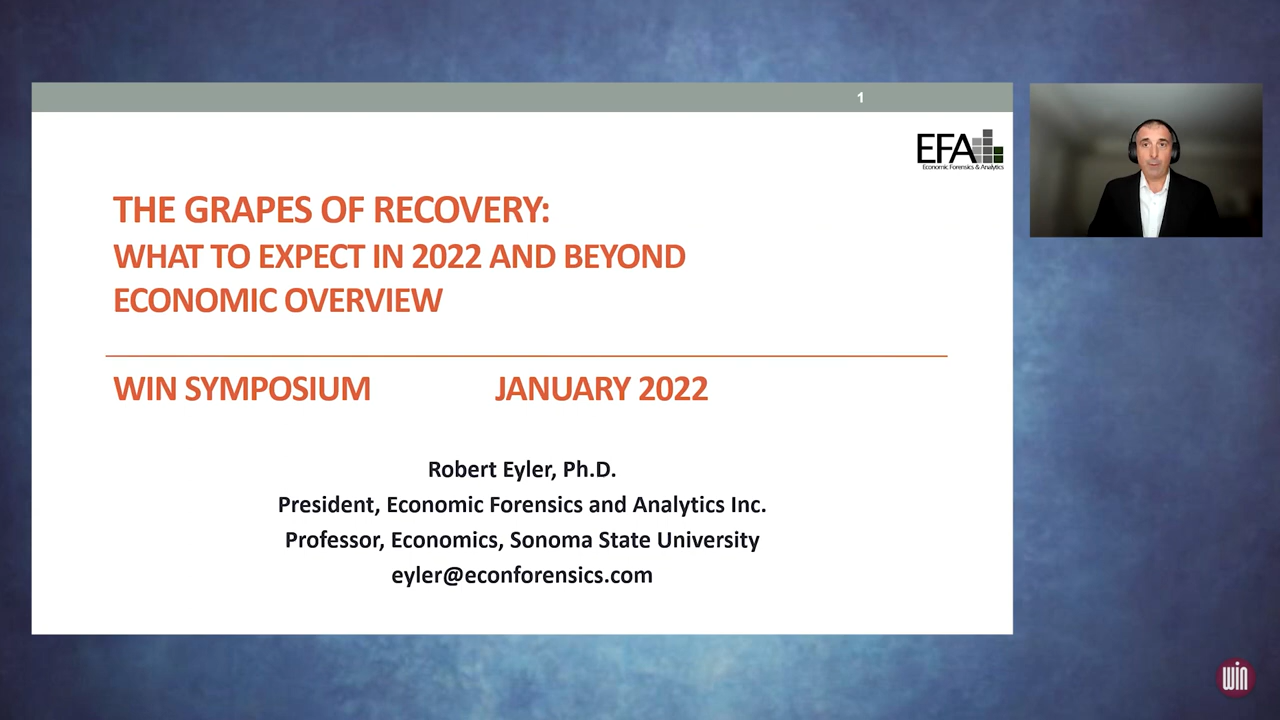 1
EFA
Economic Forensics & Analytics
THE GRAPES OF RECOVERY:
WHAT TO EXPECT IN 2022 AND BEYOND
ECONOMIC OVERVIEW
WIN SYMPOSIUM JANUARY 2022
Robert Eyler, Ph.D.
President, Economic Forensics and Analytics Inc.
Professor, Economics, Sonoma State University
eyler@econforensics.com
win